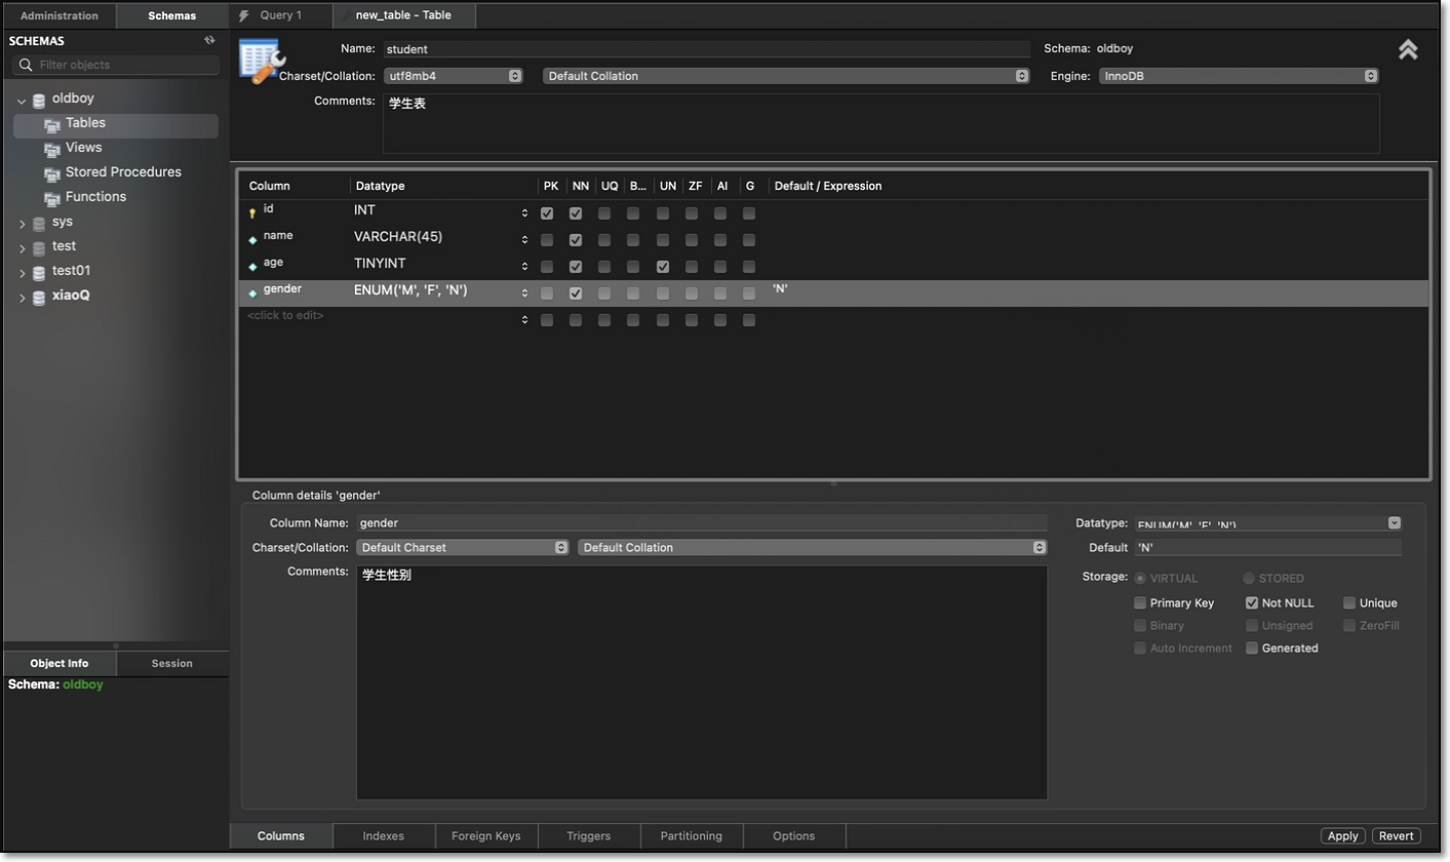 Administration Schemas Query 1 new_table - Table
SCHEMAS
Filter objects
oldboy
Tables
Views
Stored Procedures
Functions
sys
test
test01
xiaoQ
Object Info Session
Schema: oldboy
Name: student Schema: oldboy
Charset/Collation: utf8mb4 Default Collation Engine: InnoDB
Comments: 学生表
Column Datatype PK NN UQ B... UN ZF AI G Default / Expression
id INT
name VARCHAR(45)
age TINYINT
gender ENUM('M', 'F', 'N') 'N'
<click to edit>
Column details 'gender'
Column Name: gender Datatype: ENUM('M', 'F', 'N')
Charset/Collation: Default Charset Default Collation Default 'N'
Comments: 学生性别 Storage: VIRTUAL STORED
Primary Key Not NULL Unique
Binary Unsigned ZeroFill
Auto Increment Generated
Columns Indexes Foreign Keys Triggers Partitioning Options Apply Revert